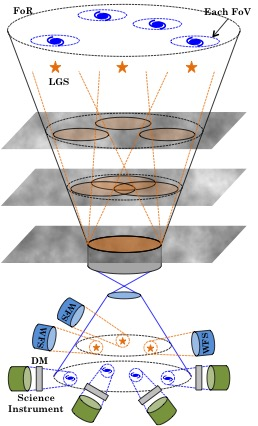 FoR
Each FoV
LGS
WFS
WFS
WFS
DM
Science
Instrument